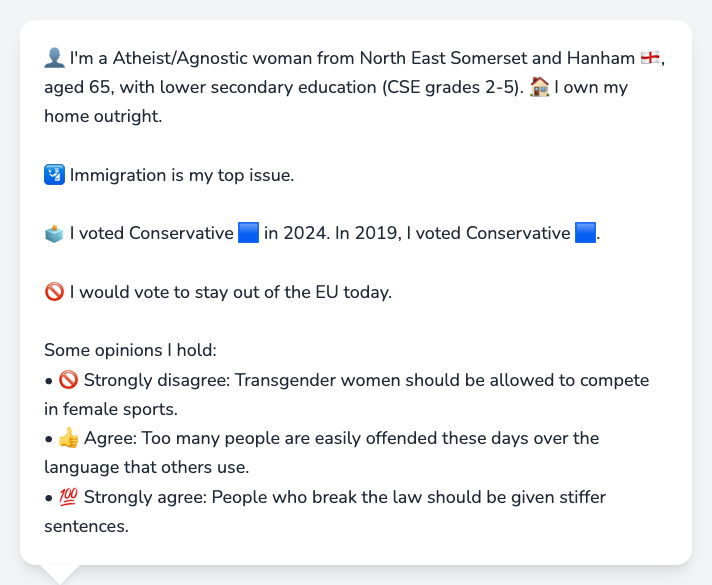 👤 I'm a Atheist/Agnostic woman from North East Somerset and Hanham 🏴󠁧󠁢󠁥󠁮󠁧󠁿,
aged 65, with lower secondary education (CSE grades 2-5). 🏠 I own my
home outright.
🛂 Immigration is my top issue.
🗳️ I voted Conservative 🟦 in 2024. In 2019, I voted Conservative 🟦.
🚫 I would vote to stay out of the EU today.
Some opinions I hold:
• 🚫 Strongly disagree: Transgender women should be allowed to compete
in female sports.
• 👍 Agree: Too many people are easily offended these days over the
language that others use.
• 💯 Strongly agree: People who break the law should be given stiffer
sentences.